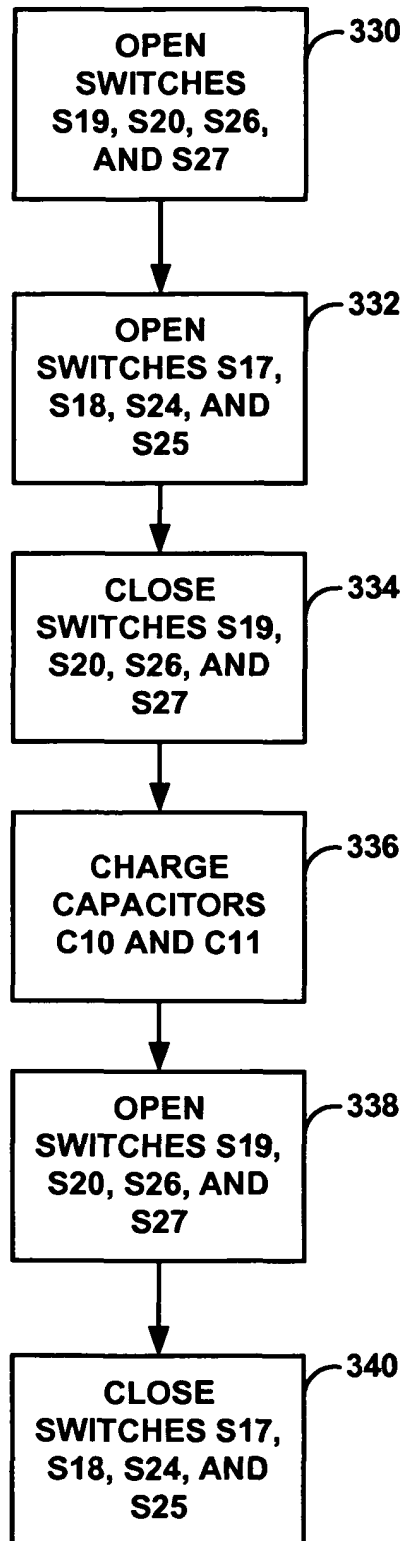 OPEN
SWITCHES
S19, S20, S26,
AND S27
330
OPEN
SWITCHES S17,
S18, S24, AND
S25
332
CLOSE
SWITCHES S19,
S20, S26, AND
S27
334
CHARGE
CAPACITORS
C10 AND C11
336
OPEN
SWITCHES S19,
S20, S26, AND
S27
338
CLOSE
SWITCHES S17,
S18, S24, AND
S25
340